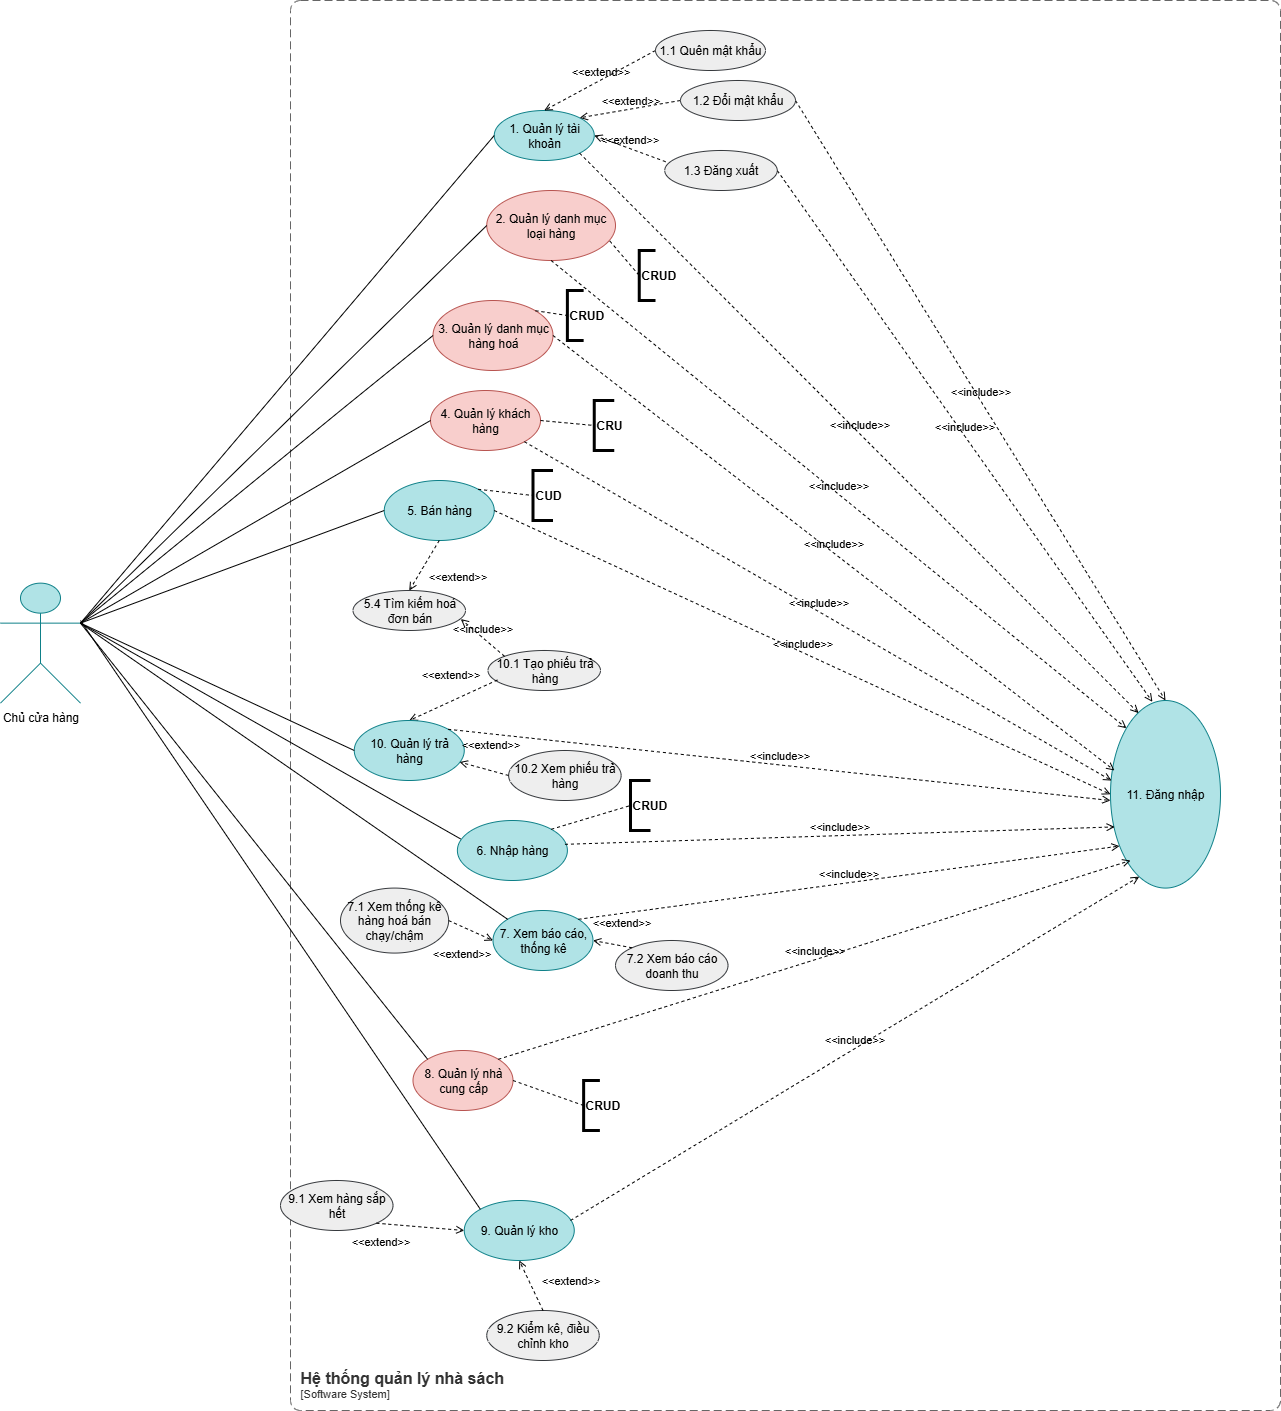 1.1 Quên mật khẩu
<<extend>>
1.2 Đổi mật khẩu
<<extend>>
1. Quản lý tài
khoản
<<extend>>
1.3 Đăng xuất
2. Quản lý danh mục
loại hàng
CRUD
CRUD
3. Quản lý danh mục
hàng hoá
<<include>>
<<include>>
<<include>>
4. Quản lý khách
hàng
CRU
<<include>>
5. Bán hàng
CUD
<<include>>
<<extend>>
5.4 Tìm kiếm hoá
đơn bán
<<include>>
<<include>>
<<include>>
10.1 Tạo phiếu trả
hàng
<<extend>>
Chủ cửa hàng
10. Quản lý trả
hàng
<<extend>>
<<include>>
10.2 Xem phiếu trả
hàng
11. Đăng nhập
CRUD
6. Nhập hàng
<<include>>
<<include>>
7.1 Xem thống kê
hàng hoá bán
chạy/chậm
<<extend>>
7. Xem báo cáo,
thống kê
<<extend>>
7.2 Xem báo cáo
doanh thu
<<include>>
<<include>>
8. Quản lý nhà
cung cấp
CRUD
9.1 Xem hàng sắp
hết
<<extend>>
9. Quản lý kho
<<extend>>
9.2 Kiểm kê, điều
chỉnh kho
Hệ thống quản lý nhà sách
[Software System]